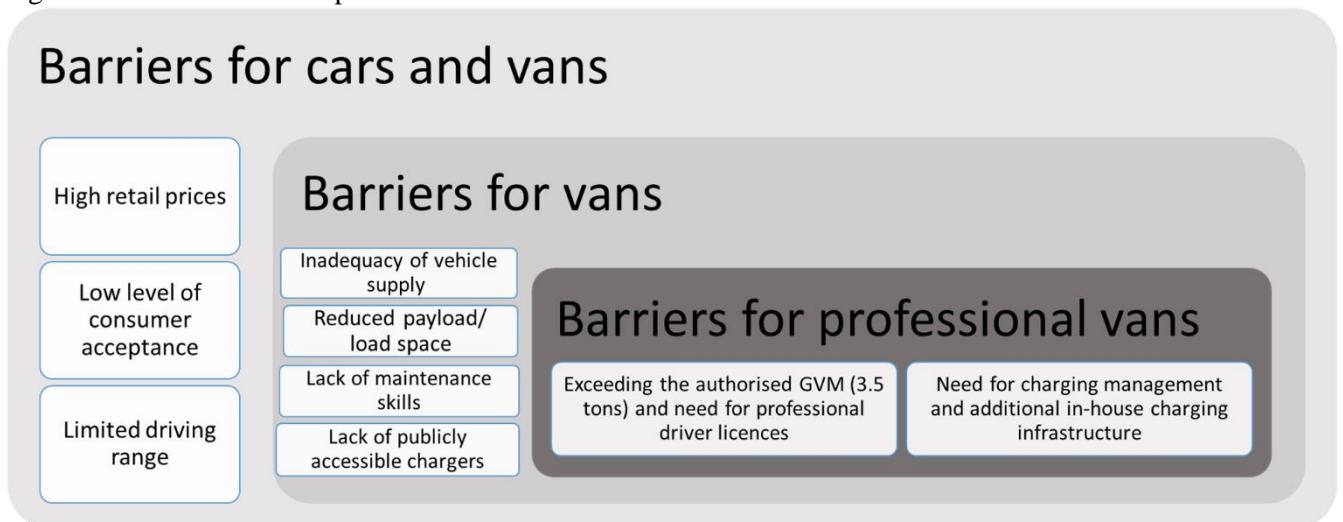 Barriers for cars and vans
High retail prices
Low level of
consumer
acceptance
Limited driving
range
Barriers for vans
Inadequacy of vehicle
supply
Reduced payload/
load space
Lack of maintenance
skills
Lack of publicly
accessible chargers
Barriers for professional vans
Exceeding the authorised GVM (3.5
tons) and need for professional
driver licences
Need for charging management
and additional in-house charging
infrastructure